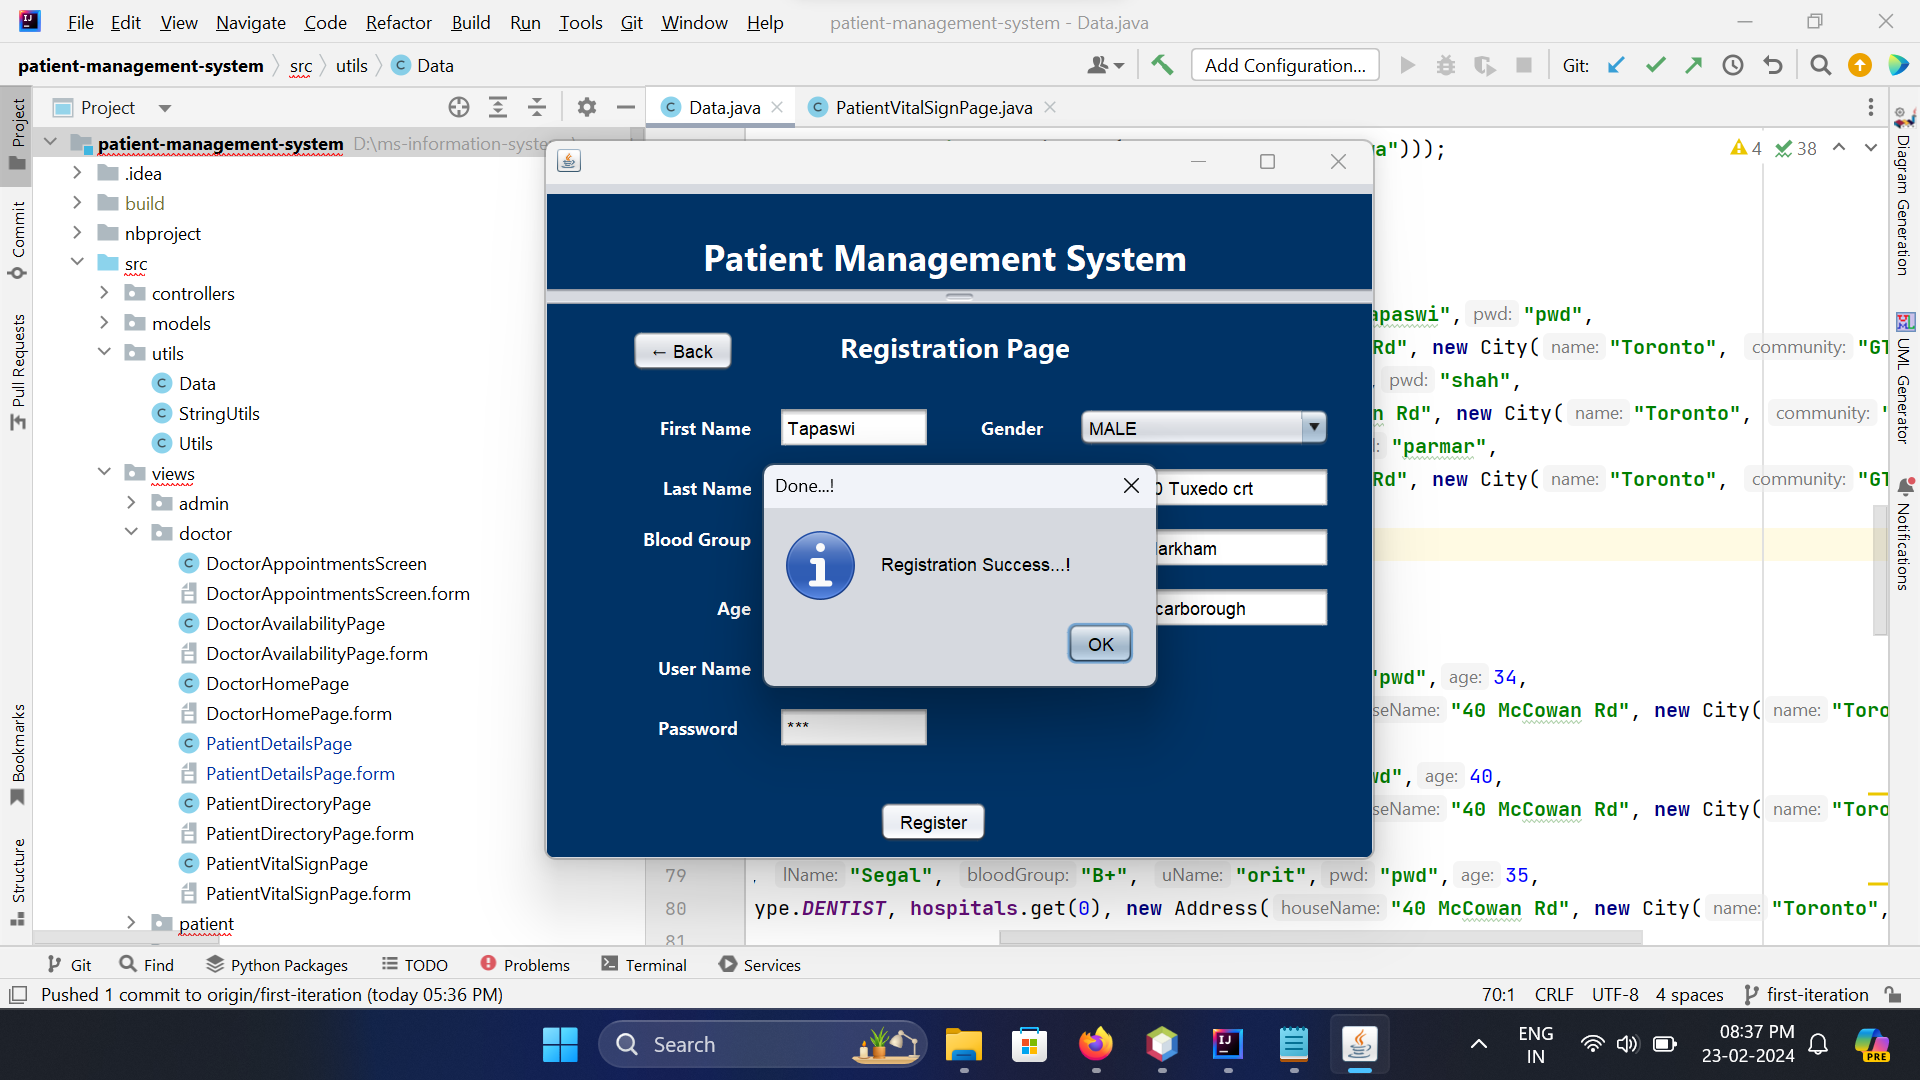 File Edit View Navigate Code Refactor Build Run Tools Git Window Help patient-management-system - Data.java
patient-management-system src utils Data
Add Configuration... Git:
Project
Data.java PatientVitalSignPage.java
patient-management-system
.idea
build
nbproject
src
controllers
models
utils
Data
StringUtils
Utils
views
admin
doctor
DoctorAppointmentsScreen
DoctorAppointmentsScreen.form
DoctorAvailabilityPage
DoctorAvailabilityPage.form
DoctorHomePage
DoctorHomePage.form
PatientDetailsPage
PatientDetailsPage.form
PatientDirectoryPage
PatientDirectoryPage.form
PatientVitalSignPage
PatientVitalSignPage.form
patient
Project
Commit
Pull Requests
Bookmarks
Structure
Patient Management System
← Back
Registration Page
First Name Tapaswi Gender MALE
Last Name 0 Tuxedo crt
Blood Group arkham
Age carborough
User Name
Password ***
Register
Done...!
Registration Success...!
OK
a")));
4 38
apaswi", pwd: "pwd",
Rd", new City( name: "Toronto", community: "GT
, pwd: "shah",
n Rd", new City( name: "Toronto", community: "
: "parmar",
Rd", new City( name: "Toronto", community: "GT
"pwd", age: 34,
seName: "40 McCowan Rd", new City( name: "Toro
wd", age: 40,
seName: "40 McCowan Rd", new City( name: "Toro
79 , lName: "Segal", bloodGroup: "B+", uName: "orit", pwd: "pwd", age: 35,
80 ype.DENTIST, hospitals.get(0), new Address( houseName: "40 McCowan Rd", new City( name: "Toronto",
81
Diagram Generation
UML Generator
Notifications
Git Find Python Packages TODO Problems Terminal Services
Pushed 1 commit to origin/first-iteration (today 05:36 PM)
70:1 CRLF UTF-8 4 spaces first-iteration
Search
ENG
IN
08:37 PM
23-02-2024
PRE